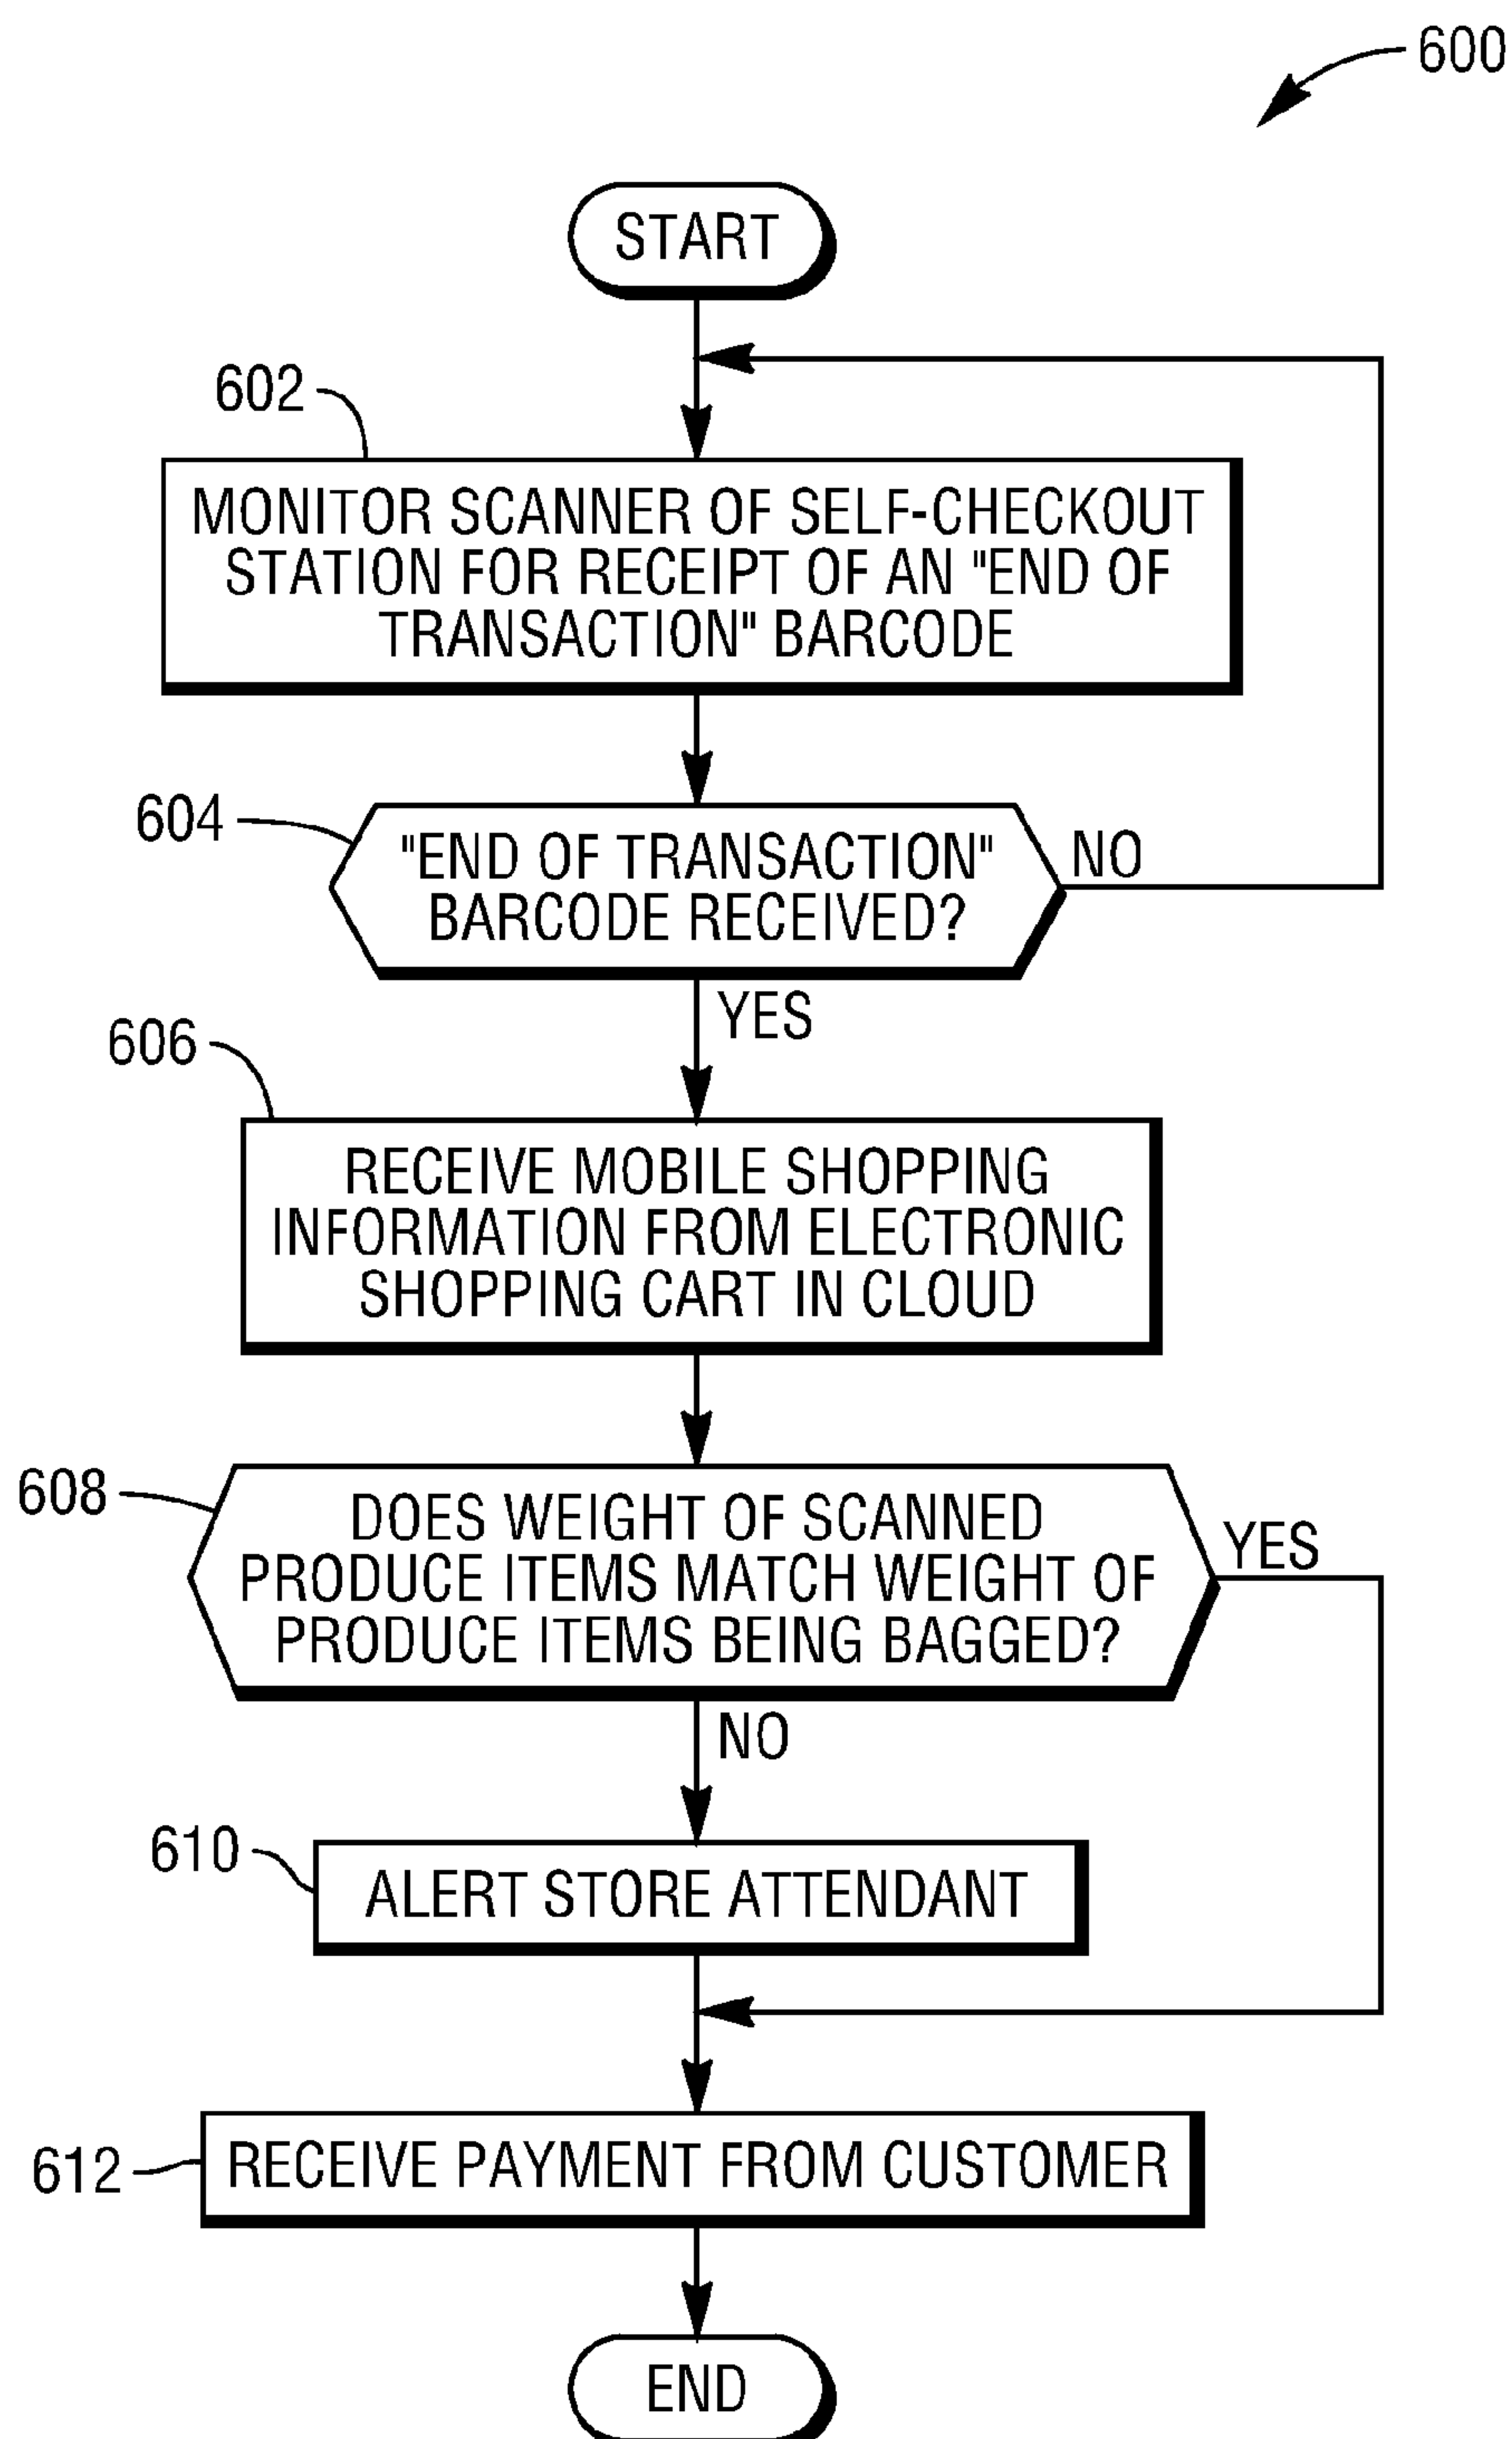 600
START
602
MONITOR SCANNER OF SELF-CHECKOUT
STATION FOR RECEIPT OF AN "END OF
TRANSACTION" BARCODE
604
"END OF TRANSACTION"
BARCODE RECEIVED?
NO
YES
606
RECEIVE MOBILE SHOPPING
INFORMATION FROM ELECTRONIC
SHOPPING CART IN CLOUD
608
DOES WEIGHT OF SCANNED
PRODUCE ITEMS MATCH WEIGHT OF
PRODUCE ITEMS BEING BAGGED?
YES
NO
610
ALERT STORE ATTENDANT
612
RECEIVE PAYMENT FROM CUSTOMER
END